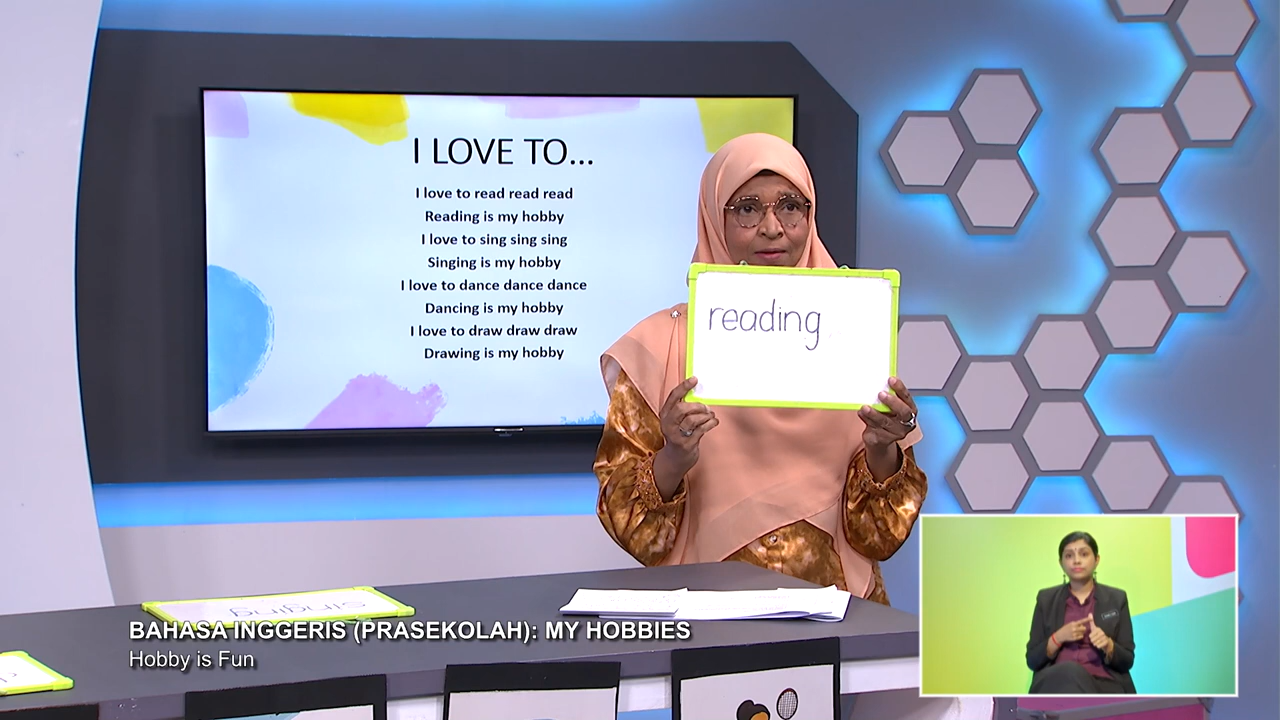 I LOVE TO...
I love to read read read
Reading is my hobby
I love to sing sing sing
Singing is my hobby
I love to dance dance dance
Dancing is my hobby
I love to draw draw draw
Drawing is my hobby
reading
singing
BAHASA INGGERIS (PRASEKOLAH): MY HOBBIES
Hobby is Fun